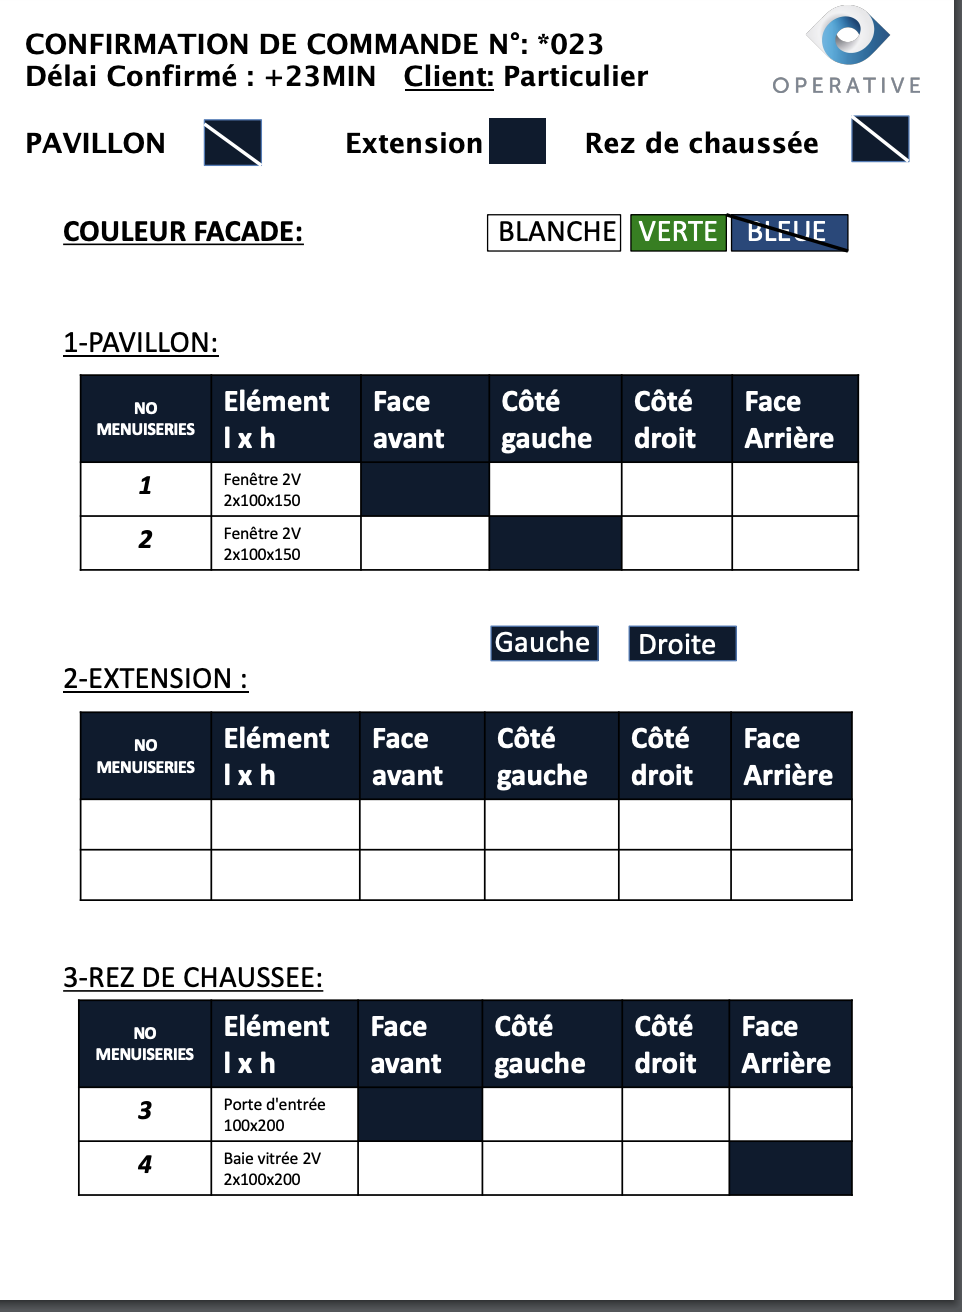 CONFIRMATION DE COMMANDE N°: *023
Délai Confirmé : +23MIN Client: Particulier
OPERATIVE
PAVILLON Extension Rez de chaussée
COULEUR FACADE: BLANCHE VERTE BLEUE
1-PAVILLON:
NO MENUISERIES Elément l x h Face avant Côté gauche Côté droit Face Arrière
1 Fenêtre 2V 2x100x150
2 Fenêtre 2V 2x100x150
Gauche Droite
2-EXTENSION :
NO MENUISERIES Elément l x h Face avant Côté gauche Côté droit Face Arrière
3-REZ DE CHAUSSEE:
NO MENUISERIES Elément l x h Face avant Côté gauche Côté droit Face Arrière
3 Porte d'entrée 100x200
4 Baie vitrée 2V 2x100x200